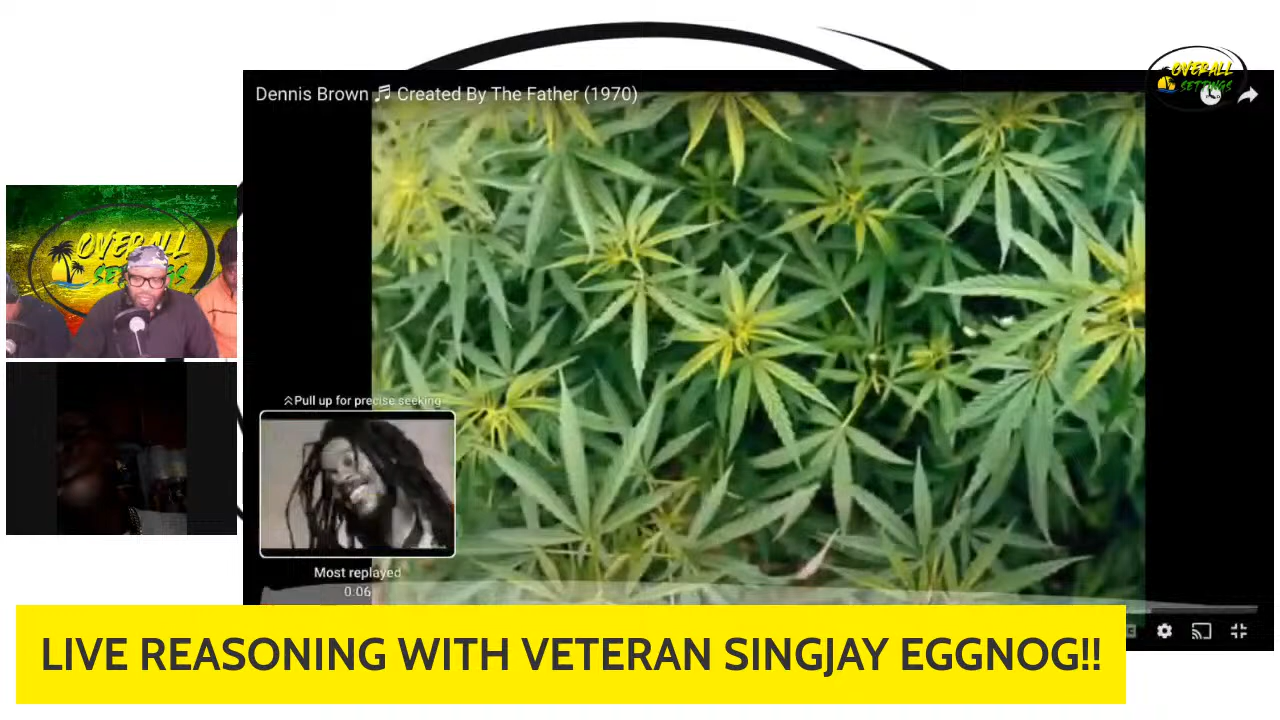 Dennis Brown ♫ Created By The Father (1970)
OVERALL
SETTINGS
OVERALL
SETTINGS
Pull up for precise seeking
Most replayed
0:06
LIVE REASONING WITH VETERAN SINGJAY EGGNOG!!